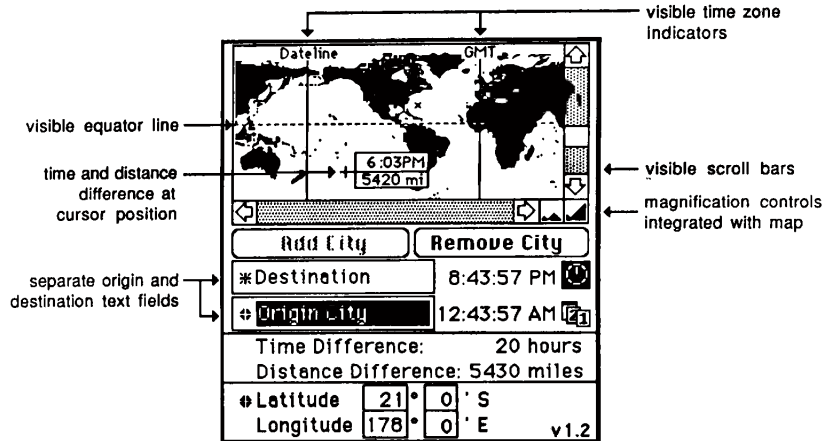 visible time zone
Indicators
Dateline
GMT
visible equator line
6:03PM
5420 mi
time and distance
difference at
cursor position
visible scroll bars
magnification controls
integrated with map
Add City
Remove City
separate origin and
destination text fields
Destination 8:43:57 PM
Origin City 12:43:57 AM 21
Time Difference: 20 hours
Distance Difference: 5430 miles
Latitude 21° 0' S
Longitude 178° 0' E
v1.2